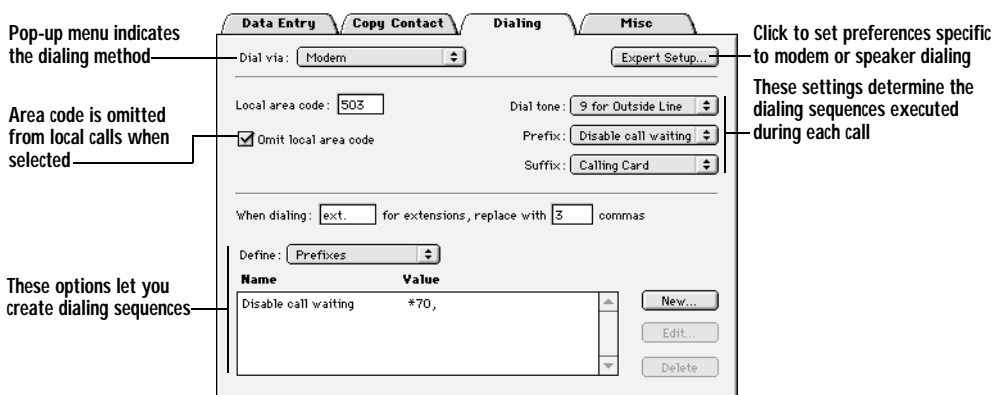 Data Entry Copy Contact Dialing Misc
Pop-up menu indicates
the dialing method
Dial via: Modem
Expert Setup...
Click to set preferences specific
to modem or speaker dialing
Area code is omitted
from local calls when
selected
Local area code: 503
Omit local area code
Dial tone: 9 for Outside Line
Prefix: Disable call waiting
Suffix: Calling Card
These settings determine the
dialing sequences executed
during each call
When dialing: ext. for extensions, replace with 3 commas
These options let you
create dialing sequences
Define: Prefixes
Name Value
Disable call waiting *70,
New...
Edit...
Delete